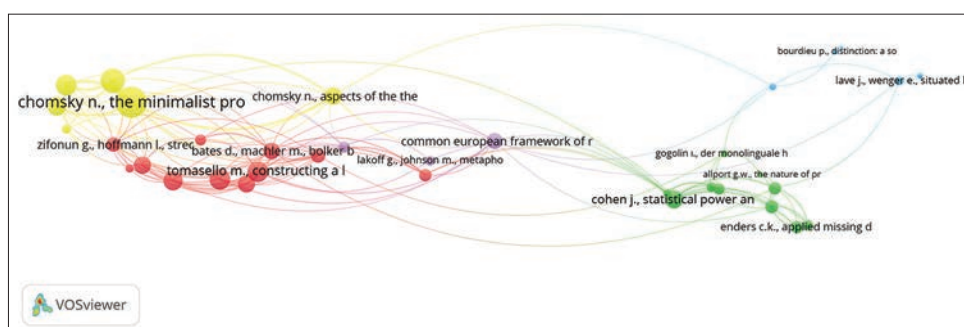 bourdieu p., distinction: a so
lave j., wenger e., situated l
chomsky n., the minimalist pro
chomsky n., aspects of the the
zifonun g., hoffmann l., strec
bates d., machler m., bolker b
common european framework of r
lakoff g., johnson m., metapho
tomasello m., constructing a l
gogolin i., der monolinguale h
allport g.w., the nature of pr
cohen j., statistical power an
enders c.k., applied missing d
VOSviewer